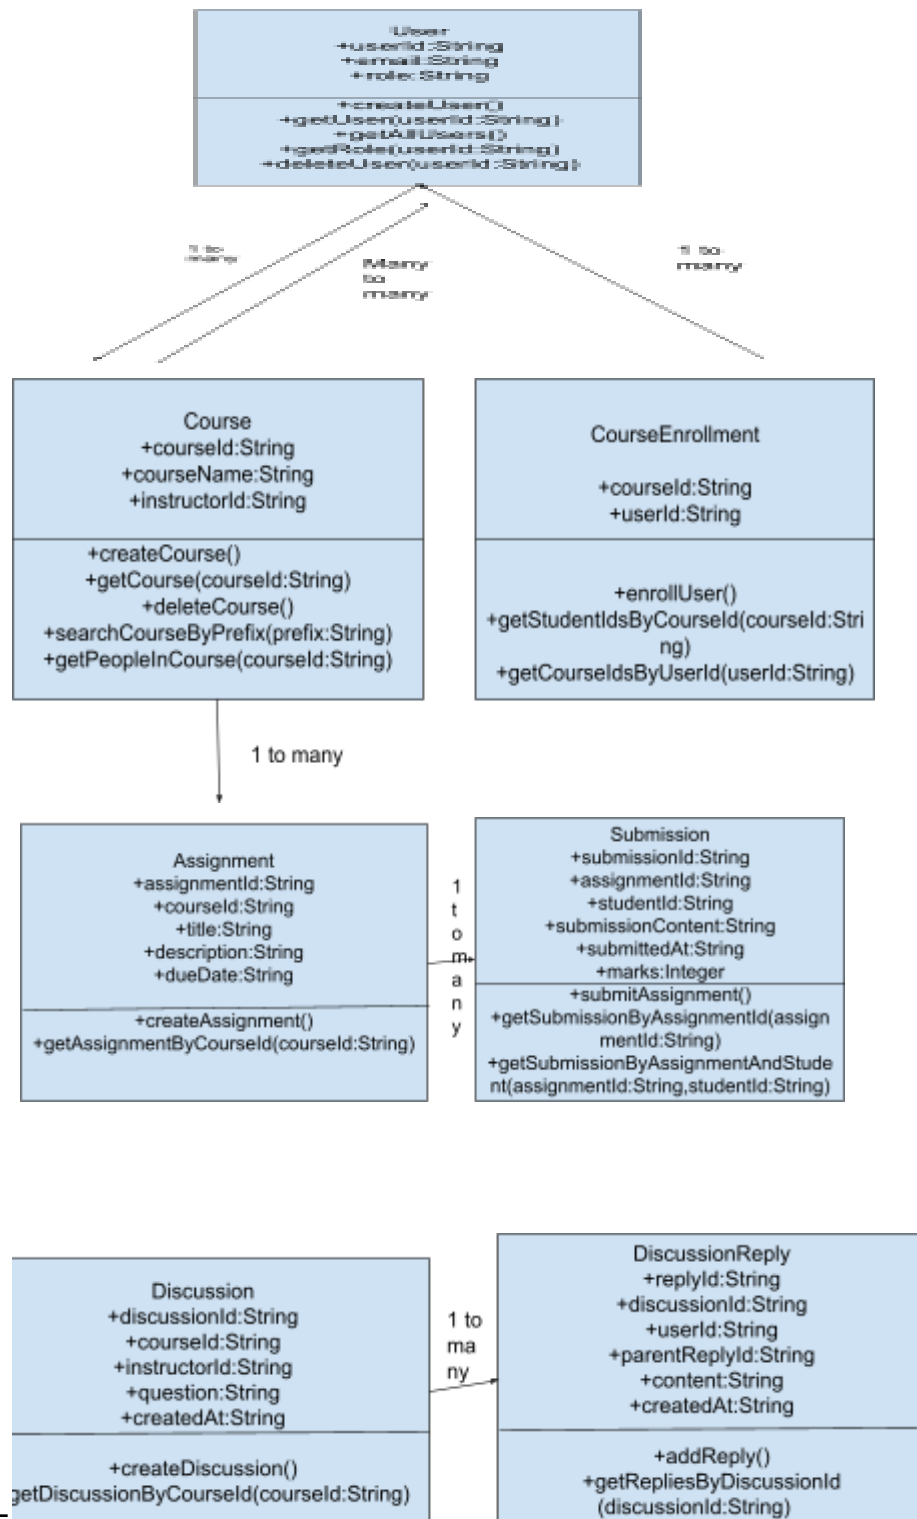 User
+userId:String
+email:String
+role:String
+createUser()
+getUser(userId:String)
+getAllUsers()
+getRole(userId:String)
+deleteUser(userId:String)
1 to
many
Many
to
many
1 to
many
Course
+courseId:String
+courseName:String
+instructorId:String
+createCourse()
+getCourse(courseId:String)
+deleteCourse()
+searchCourseByPrefix(prefix:String)
+getPeopleInCourse(courseId:String)
CourseEnrollment
+courseId:String
+userId:String
+enrollUser()
+getStudentIdsByCourseId(courseId:Stri
ng)
+getCourseIdsByUserId(userId:String)
1 to many
Assignment
+assignmentId:String
+courseId:String
+title:String
+description:String
+dueDate:String
+createAssignment()
+getAssignmentByCourseId(courseId:String)
1
t
o
m
a
n
y
Submission
+submissionId:String
+assignmentId:String
+studentId:String
+submissionContent:String
+submittedAt:String
+marks:Integer
+submitAssignment()
+getSubmissionByAssignmentId(assign
mentId:String)
+getSubmissionByAssignmentAndStude
nt(assignmentId:String,studentId:String)
Discussion
+discussionId:String
+courseId:String
+instructorId:String
+question:String
+createdAt:String
+createDiscussion()
getDiscussionByCourseId(courseId:String)
1 to
ma
ny
DiscussionReply
+replyId:String
+discussionId:String
+userId:String
+parentReplyId:String
+content:String
+createdAt:String
+addReply()
+getRepliesByDiscussionId
(discussionId:String)